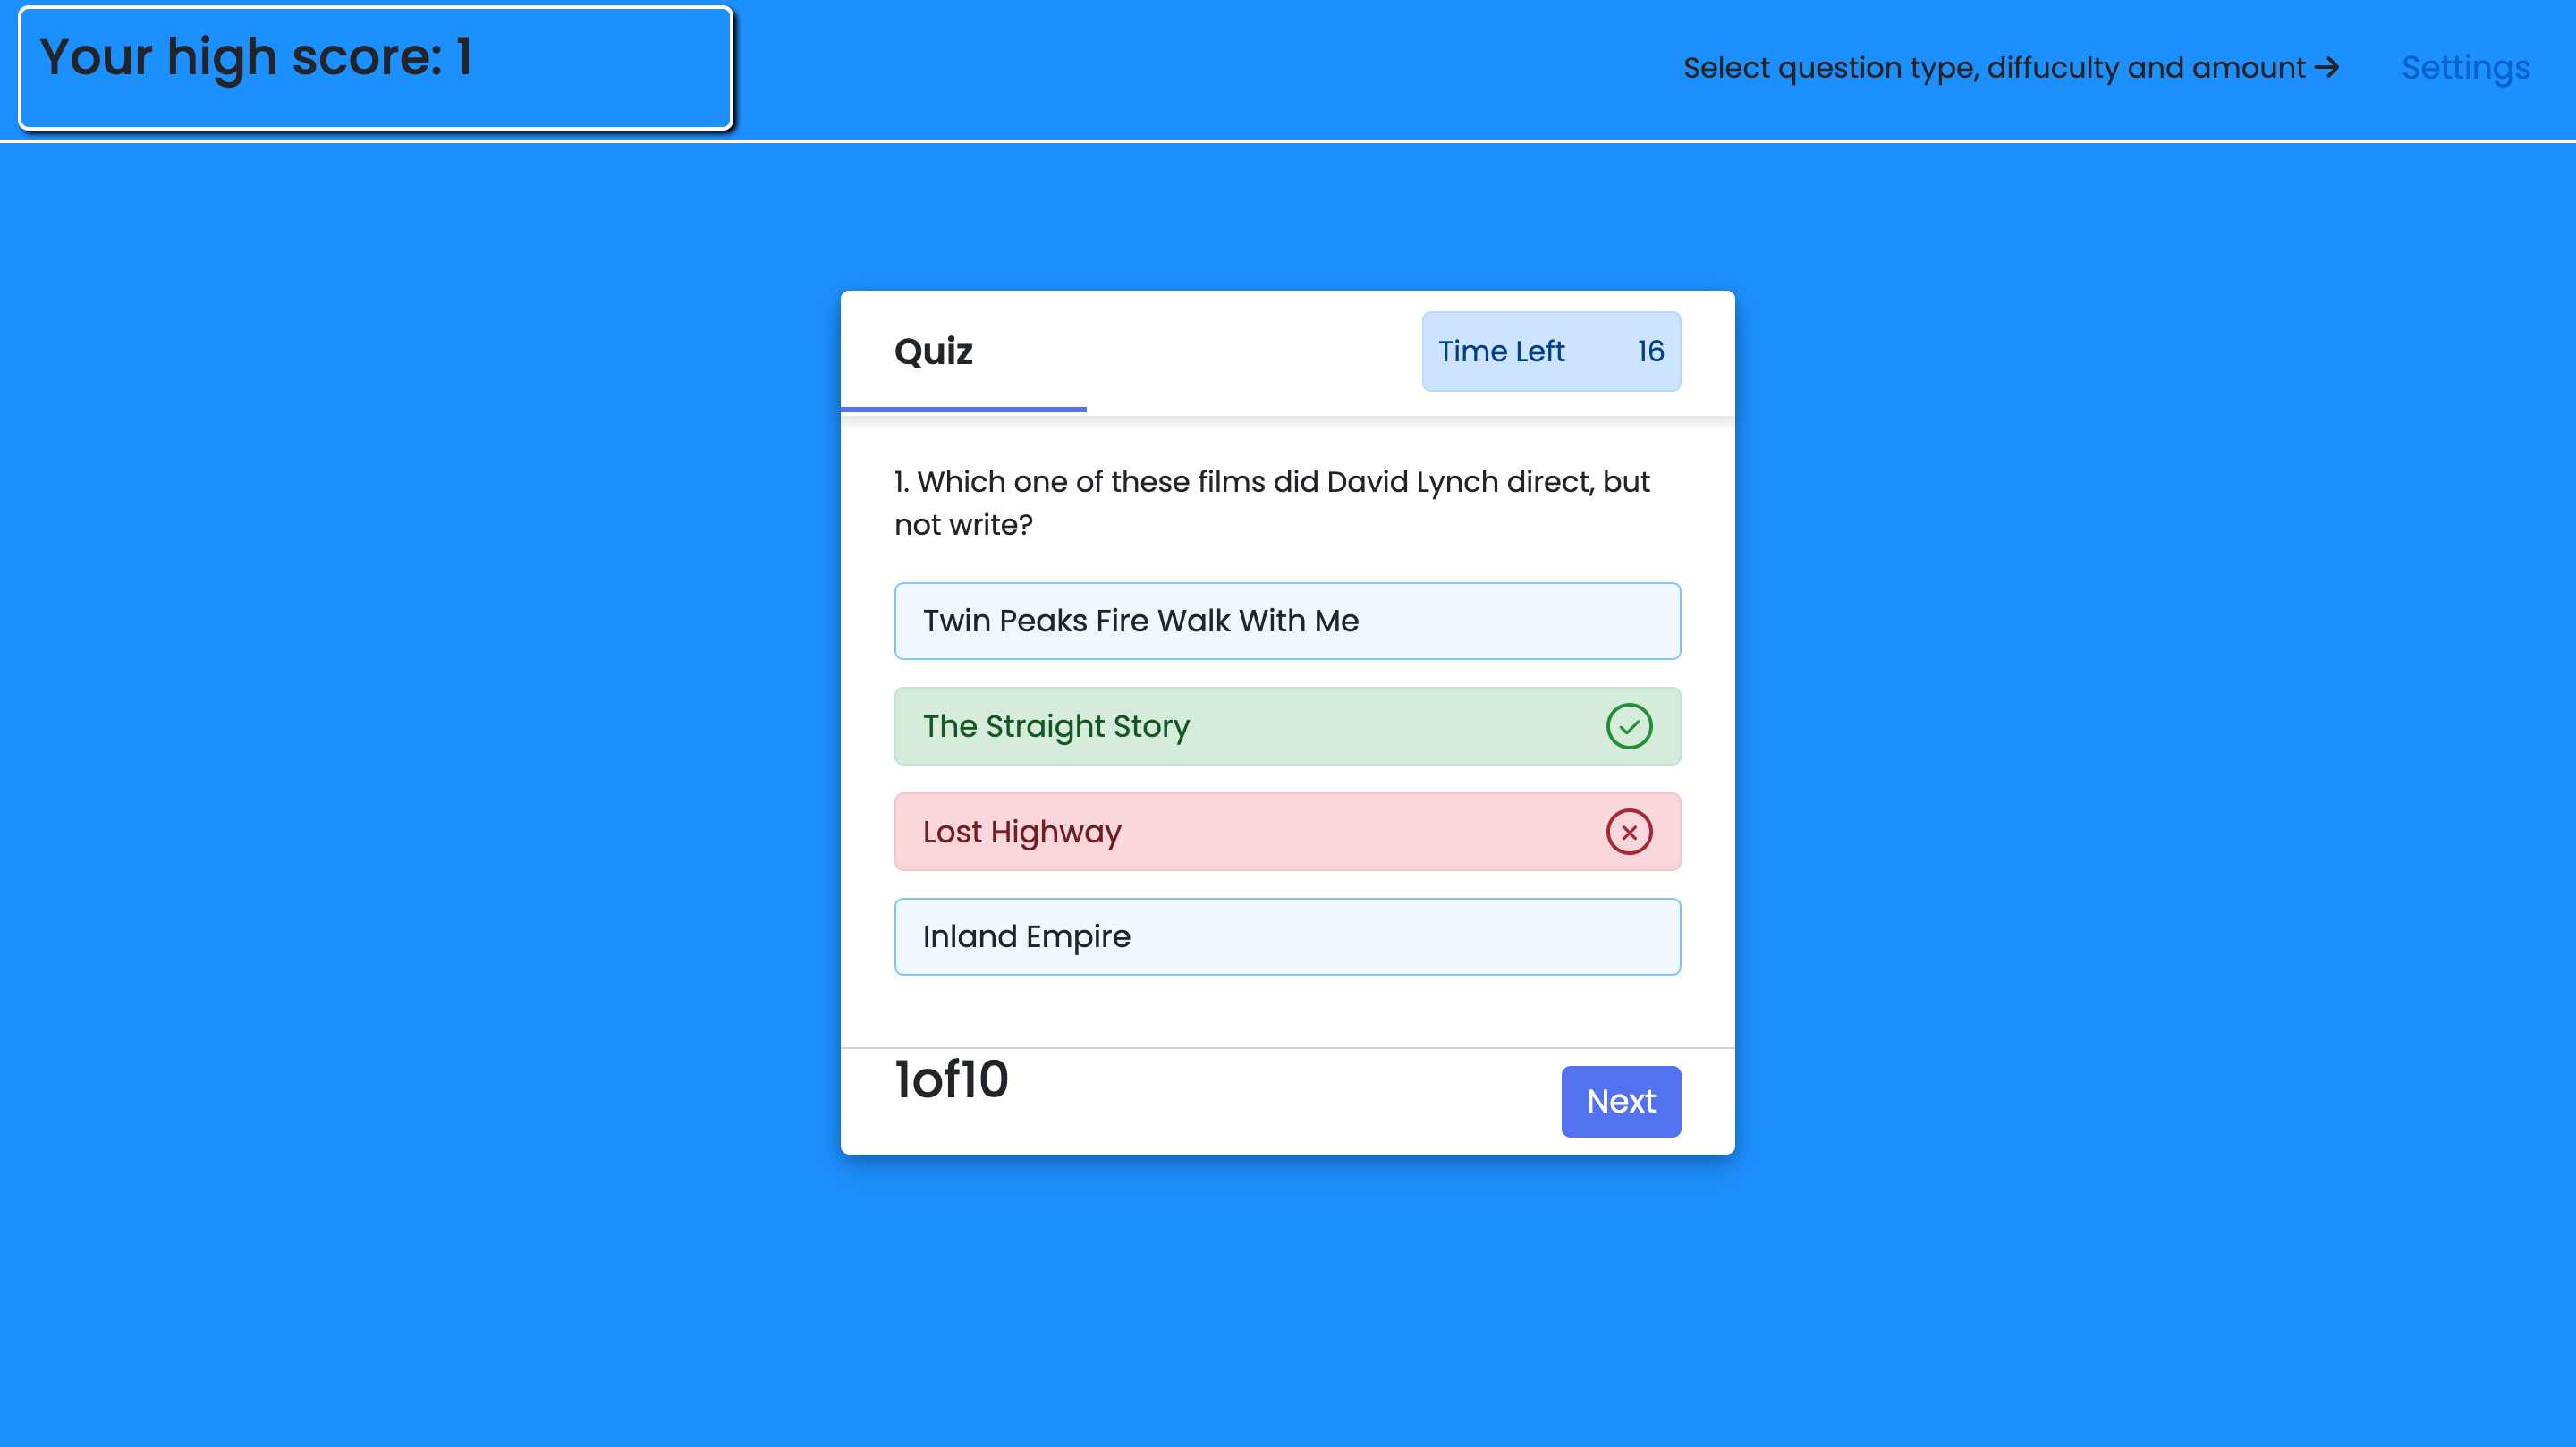 Your high score: 1
Select question type, diffuculty and amount →
Settings
Quiz
Time Left 16
1. Which one of these films did David Lynch direct, but
not write?
Twin Peaks Fire Walk With Me
The Straight Story
Lost Highway
Inland Empire
1of10
Next